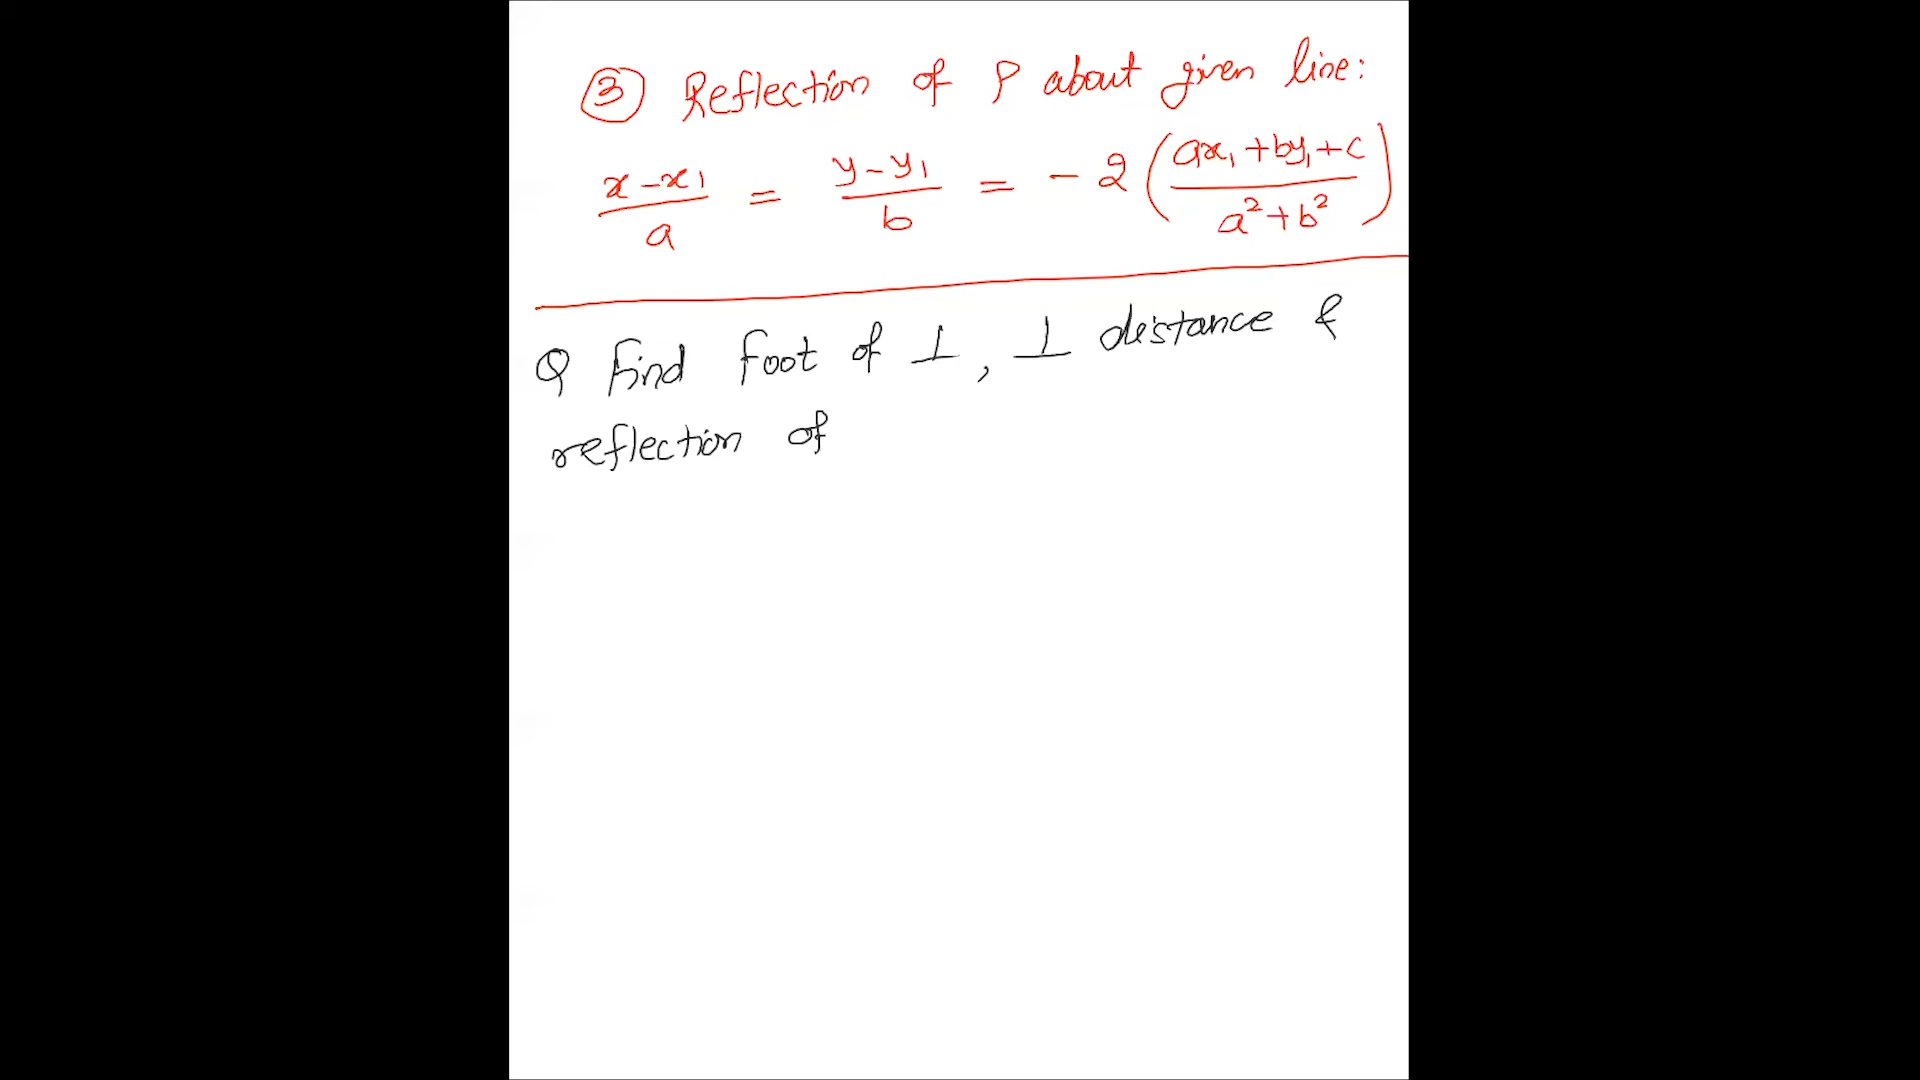 ③ Reflection of P about given line:
x-x₁/a = y-y₁/b = -2(ax₁+by₁+c/a²+b²)
Q Find foot of ⊥, ⊥ distance &
reflection of